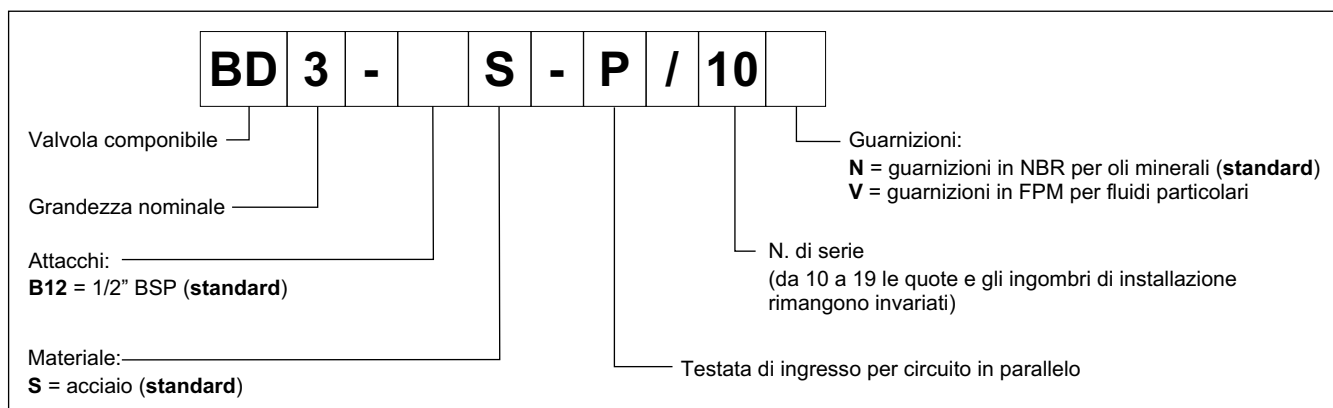 BD 3 - S - P / 10
Valvola componibile
Grandezza nominale
Attacchi:
B12 = 1/2” BSP (standard)
Materiale:
S = acciaio (standard)
Guarnizioni:
N = guarnizioni in NBR per oli minerali (standard)
V = guarnizioni in FPM per fluidi particolari
N. di serie
(da 10 a 19 le quote e gli ingombri di installazione
rimangono invariati)
Testata di ingresso per circuito in parallelo